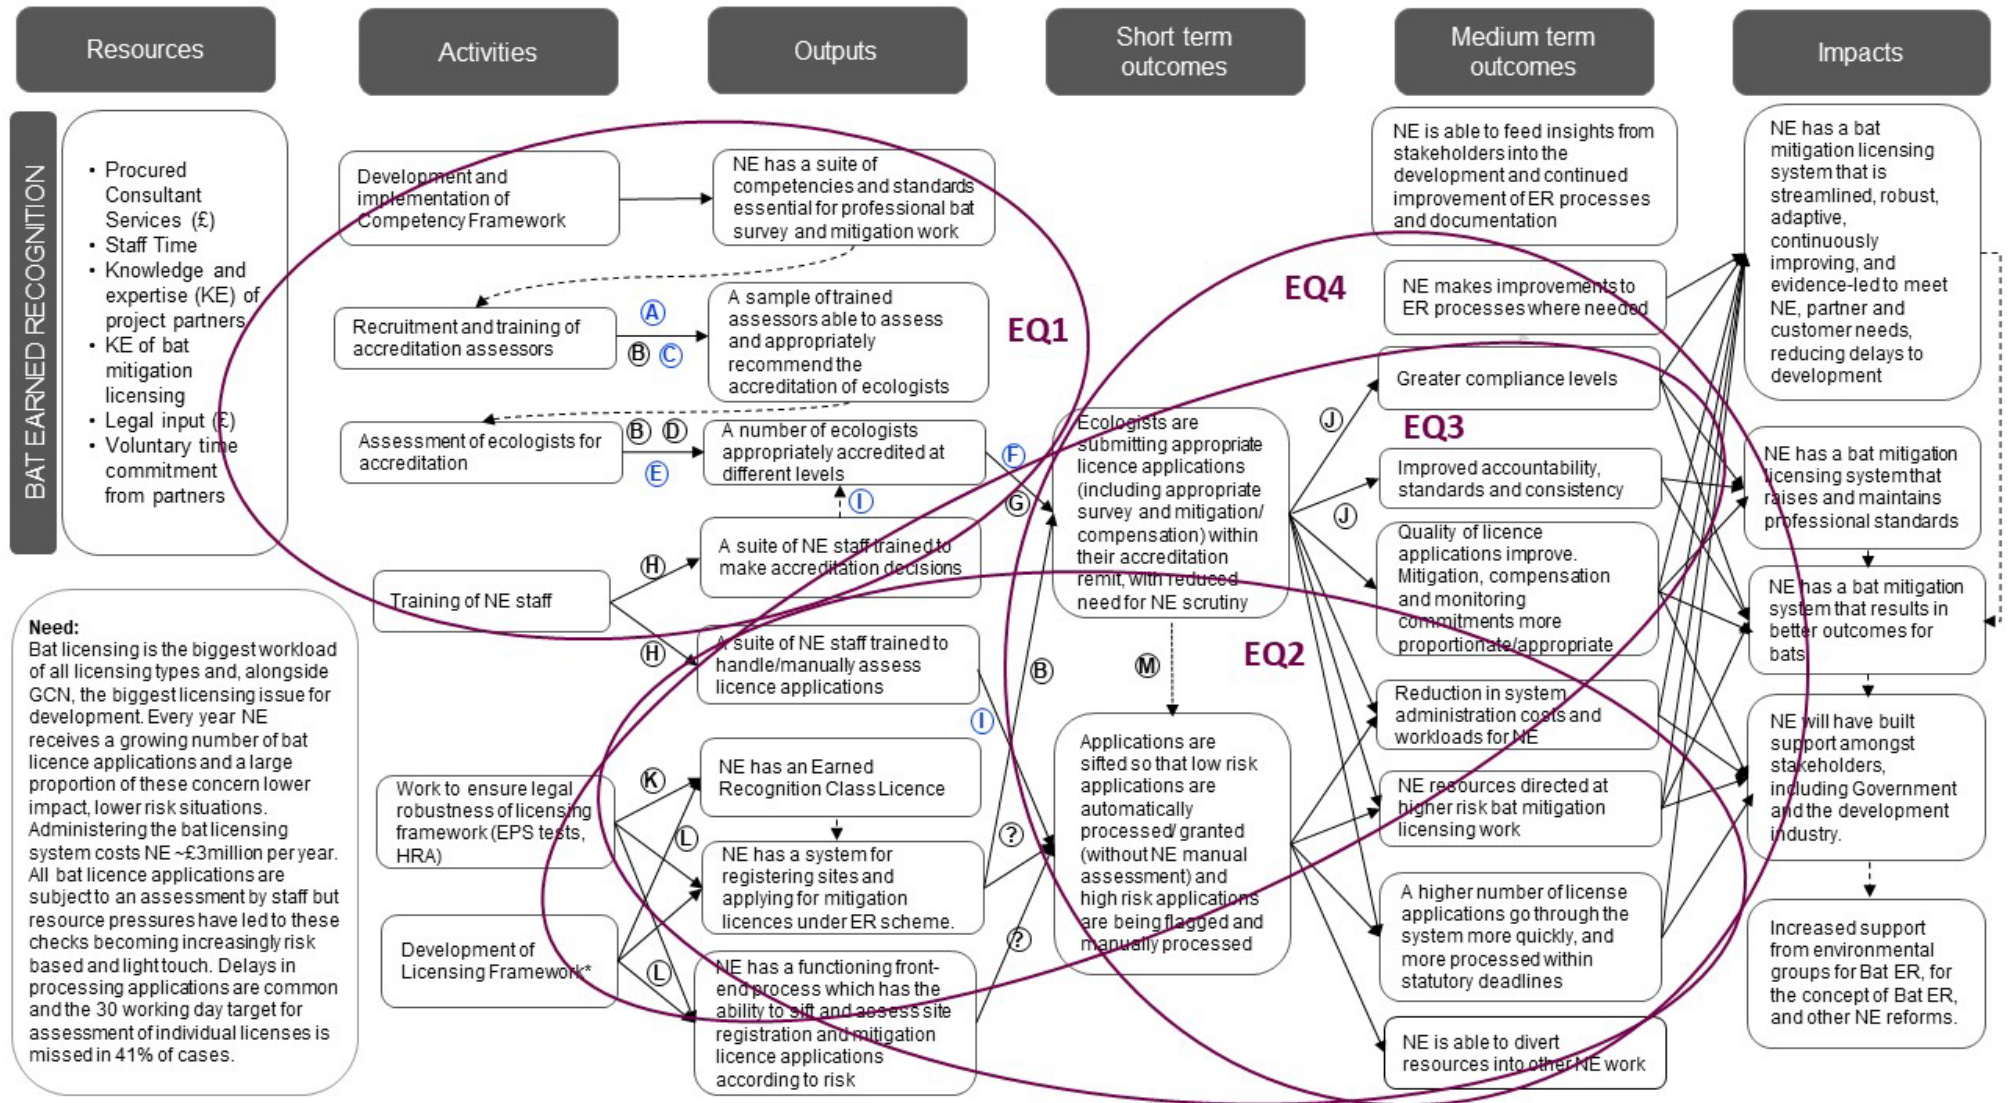 Resources
Activities
Outputs
Short term
outcomes
Medium term
outcomes
Impacts
BAT EARNED RECOGNITION
• Procured
Consultant
Services (£)
• Staff Time
• Knowledge and
expertise (KE) of
project partners
• KE of bat
mitigation
licensing
• Legal input (£)
• Voluntary time
commitment
from partners
Need:
Bat licensing is the biggest workload
of all licensing types and, alongside
GCN, the biggest licensing issue for
development. Every year NE
receives a growing number of bat
licence applications and a large
proportion of these concern lower
impact, lower risk situations.
Administering the bat licensing
system costs NE ~£3million per year.
All bat licence applications are
subject to an assessment by staff but
resource pressures have led to these
checks becoming increasingly risk
based and light touch. Delays in
processing applications are common
and the 30 working day target for
assessment of individual licenses is
missed in 41% of cases.
Development and
implementation of
Competency Framework
Recruitment and training of
accreditation assessors
Assessment of ecologists for
accreditation
Training of NE staff
Work to ensure legal
robustness of licensing
framework (EPS tests,
HRA)
Development of
Licensing Framework*
A
B C
B D
E
H
H
K
L
L
NE has a suite of
competencies and standards
essential for professional bat
survey and mitigation work
A sample of trained
assessors able to assess
and appropriately
recommend the
accreditation of ecologists
A number of ecologists
appropriately accredited at
different levels
I
A suite of NE staff trained to
make accreditation decisions
A suite of NE staff trained to
handle/manually assess
licence applications
NE has an Earned
Recognition Class Licence
NE has a system for
registering sites and
applying for mitigation
licences under ER scheme.
NE has a functioning front-
end process which has the
ability to sift and assess site
registration and mitigation
licence applications
according to risk
EQ1
F
G
B
I
?
?
Ecologists are
submitting appropriate
licence applications
(including appropriate
survey and mitigation/
compensation) within
their accreditation
remit, with reduced
need for NE scrutiny
M
Applications are
sifted so that low risk
applications are
automatically
processed/ granted
(without NE manual
assessment) and
high risk applications
are being flagged and
manually processed
EQ4
EQ3
EQ2
J
J
NE is able to feed insights from
stakeholders into the
development and continued
improvement of ER processes
and documentation
NE makes improvements to
ER processes where needed
Greater compliance levels
Improved accountability,
standards and consistency
Quality of licence
applications improve.
Mitigation, compensation
and monitoring
commitments more
proportionate/appropriate
Reduction in system
administration costs and
workloads for NE
NE resources directed at
higher risk bat mitigation
licensing work
A higher number of license
applications go through the
system more quickly, and
more processed within
statutory deadlines
NE is able to divert
resources into other NE work
NE has a bat
mitigation licensing
system that is
streamlined, robust,
adaptive,
continuously
improving, and
evidence-led to meet
NE, partner and
customer needs,
reducing delays to
development
NE has a bat mitigation
licensing system that
raises and maintains
professional standards
NE has a bat mitigation
system that results in
better outcomes for
bats
NE will have built
support amongst
stakeholders,
including Government
and the development
industry.
Increased support
from environmental
groups for Bat ER, for
the concept of Bat ER,
and other NE reforms.